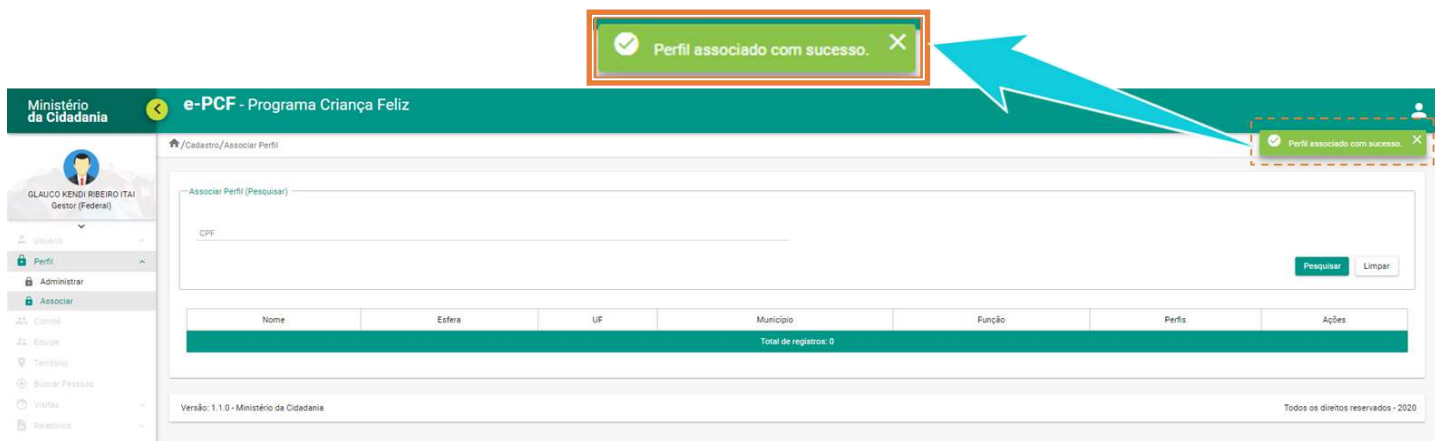 Perfil associado com sucesso.
Ministério
da Cidadania
e-PCF - Programa Criança Feliz
/Cadastro/Associar Perfil
Perfil associado com sucesso.
GLAUCO KENDI RIBEIRO ITAI
Gestor (Federal)
Usuário
Perfil
Administrar
Associar
Comitê
Equipe
Território
Buscar Pessoas
Visitas
Relatórios
Associar Perfil (Pesquisar)
CPF
Pesquisar Limpar
Nome Esfera UF Município Função Perfis Ações
Total de registros: 0
Versão: 1.1.0 - Ministério da Cidadania
Todos os direitos reservados - 2020